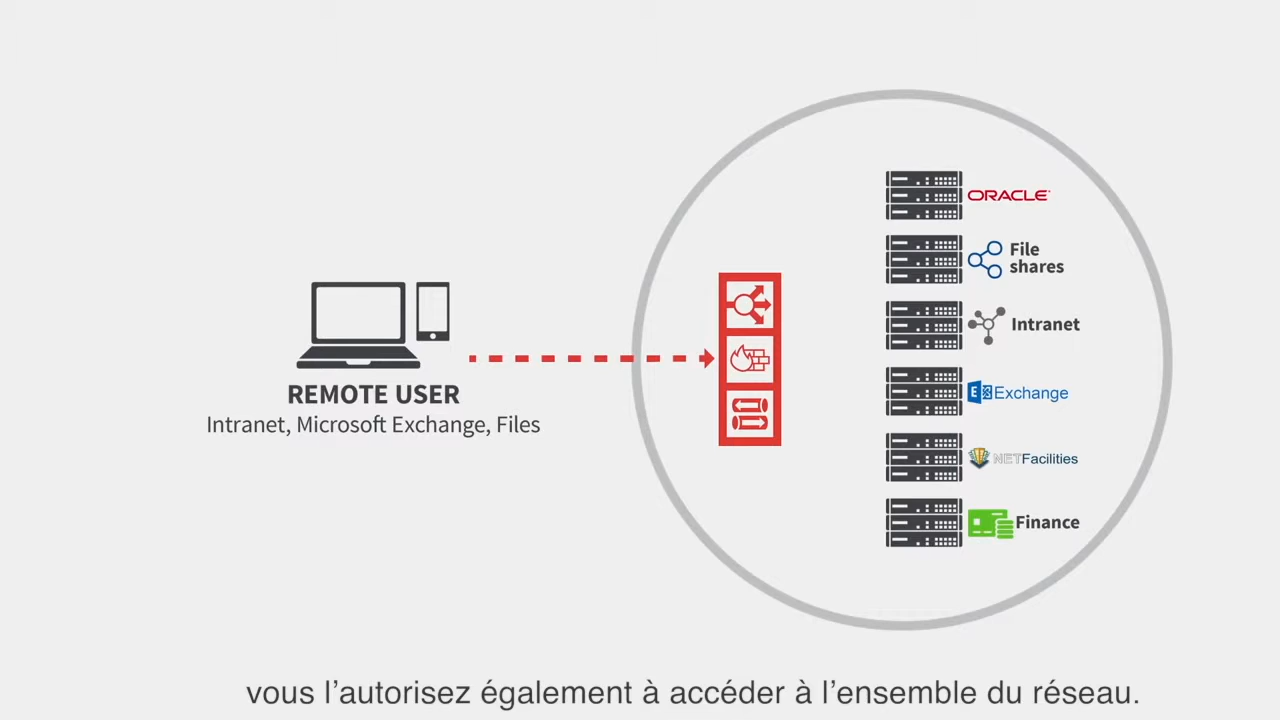 ORACLE
File
shares
Intranet
Exchange
NETFacilities
Finance
REMOTE USER
Intranet, Microsoft Exchange, Files
vous l'autorisez également à accéder à l'ensemble du réseau.